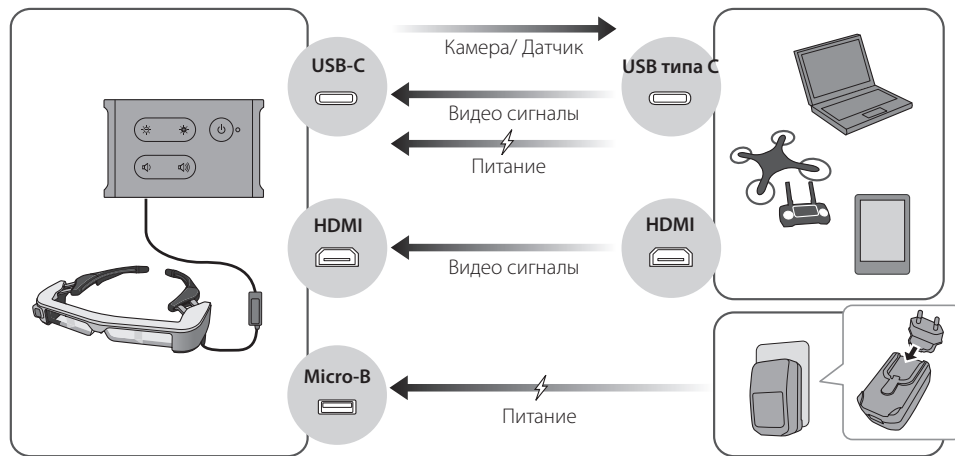 Камера/ Датчик
USB-C
USB типа C
Видео сигналы
Питание
HDMI
HDMI
Видео сигналы
Micro-B
Питание